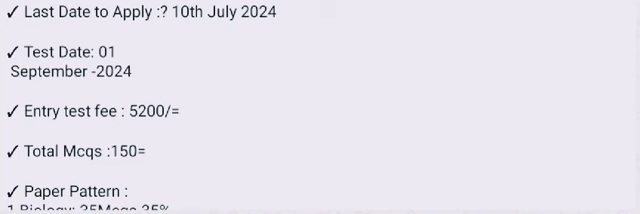 ✓ Last Date to Apply :? 10th July 2024
✓ Test Date: 01
September -2024
✓ Entry test fee : 5200/=
✓ Total Mcqs :150=
✓ Paper Pattern :